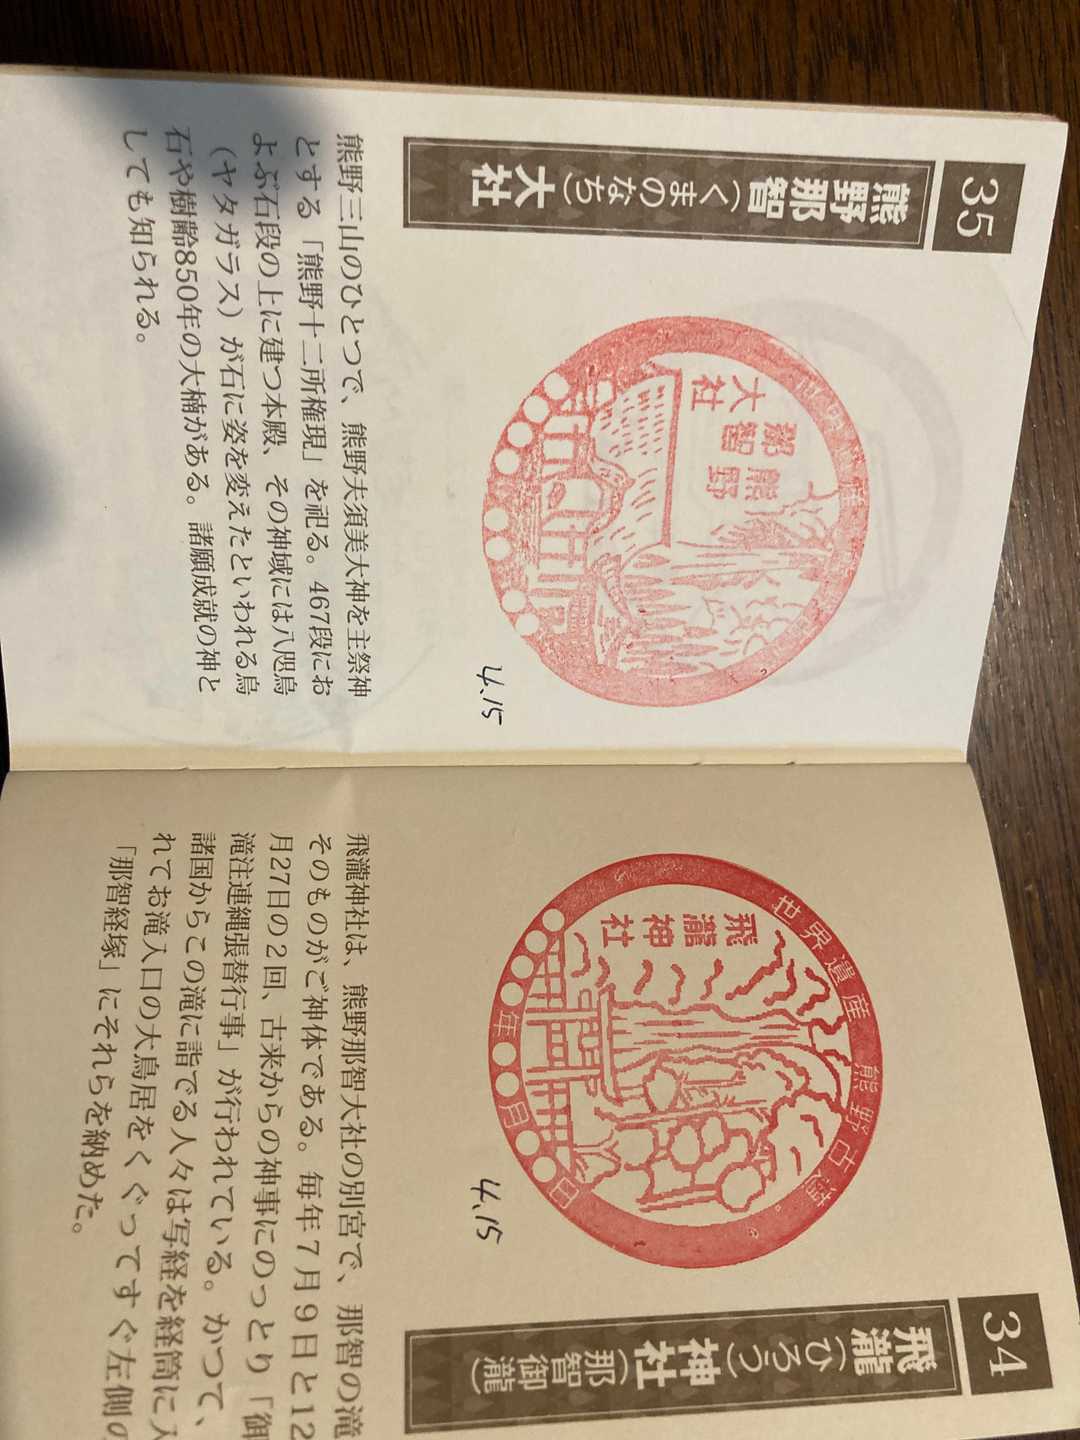 35
熊野那智(くまのなち)大社
熊野
那智
大社
4.15
熊野三山のひとつで、熊野夫須美大神を主祭神
とする「熊野十二所権現」を祀る。467段にお
よぶ石段の上に建つ本殿、その神域には八咫烏
(ヤタガラス)が石に姿を変えたといわれる烏
石や樹齢850年の大楠がある。諸願成就の神と
しても知られる。
34
飛瀧(ひろう)神社(那智御瀧)
世界遺産 熊野古道
飛瀧
神
社
年 月 日
4.15
飛瀧神社は、熊野那智大社の別宮で、那智の滝
そのものがご神体である。毎年7月9日と12
月27日の2回、古来からの神事にのっとり「御
滝注連縄張替行事」が行われている。かつて、
諸国からこの滝に詣でる人々は写経を経筒に入
れてお滝入口の大鳥居をくぐってすぐ左側の
「那智経塚」にそれらを納めた。